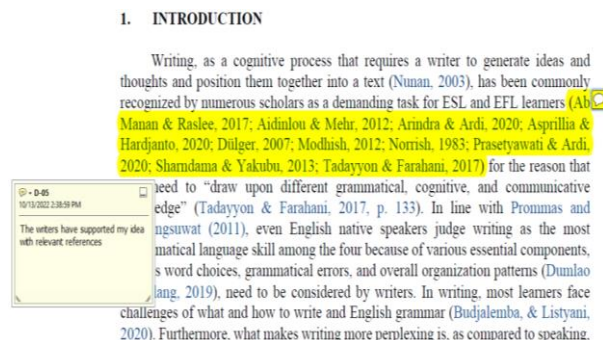 1. INTRODUCTION
Writing, as a cognitive process that requires a writer to generate ideas and
thoughts and position them together into a text (Nunan, 2003), has been commonly
recognized by numerous scholars as a demanding task for ESL and EFL learners (Ab
Manan & Raslee, 2017; Aidinlou & Mehr, 2012; Arindra & Ardi, 2020; Asprillia &
Hardjanto, 2020; Dülger, 2007; Modhish, 2012; Norrish, 1983; Prasetyawati & Ardi,
2020; Sharndama & Yakubu, 2013; Tadayyon & Farahani, 2017) for the reason that
need to “draw upon different grammatical, cognitive, and communicative
edge” (Tadayyon & Farahani, 2017, p. 133). In line with Prommas and
ngsuwat (2011), even English native speakers judge writing as the most
matical language skill among the four because of various essential components,
s word choices, grammatical errors, and overall organization patterns (Dumlao
lang, 2019), need to be considered by writers. In writing, most learners face
challenges of what and how to write and English grammar (Budjalemba, & Listyani,
2020). Furthermore, what makes writing more perplexing is, as compared to speaking,
- D-05
10/13/2022 2:38:59 PM
The writers have supported my idea
with relevant references